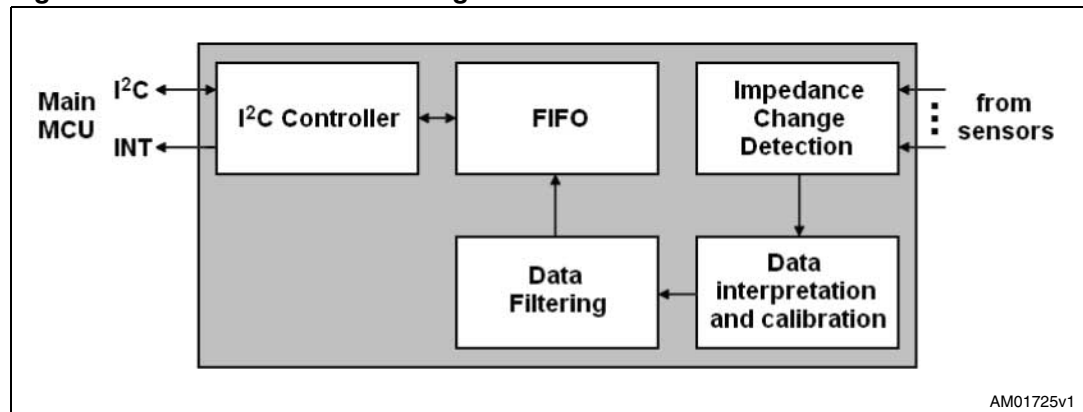 Main
MCU
I²C
INT
I²C Controller
FIFO
Impedance
Change
Detection
from
sensors
Data
Filtering
Data
interpretation
and calibration
AM01725v1